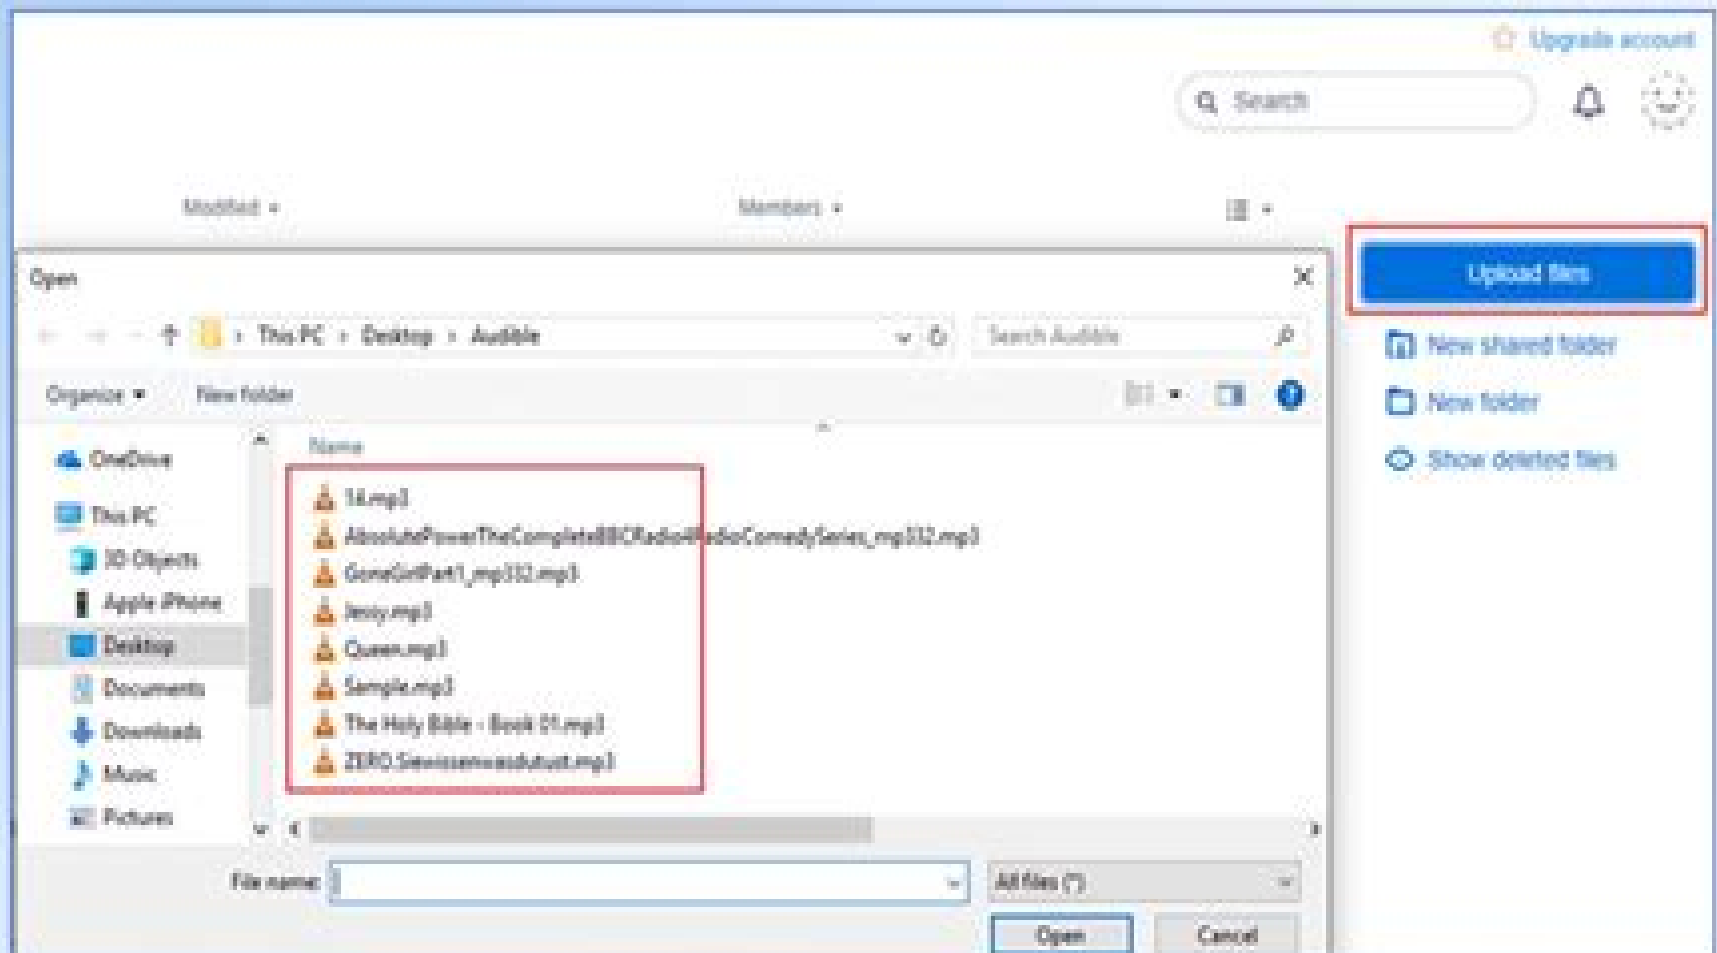 Upgrade account
Search
Modified
Members
Upload files
New shared folder
New folder
Show deleted files
Open
This PC › Desktop › Audible
Search Audible
Organize
New folder
Name
OneDrive
This PC
3D Objects
Apple iPhone
Desktop
Documents
Downloads
Music
Pictures
AbsolutePowerTheCompleteBBCRadio4RadioComedySeries_mp332.mp3
GoneGirlPart1_mp332.mp3
Jessy.mp3
Queen.mp3
Sample.mp3
The Holy Bible - Book 01.mp3
ZERO.Siewissenwasdutust.mp3
File name:
All files (*)
Open
Cancel